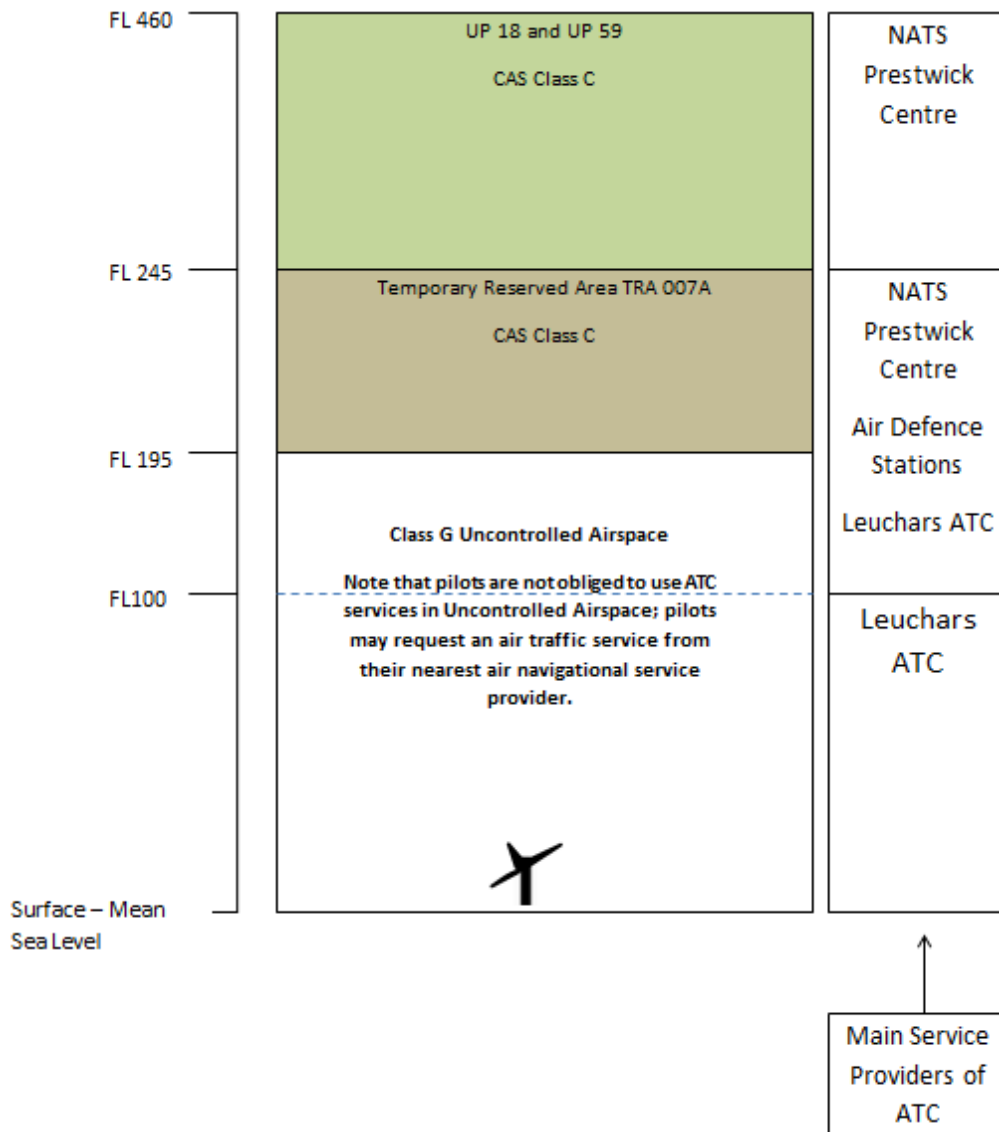 FL 460
UP 18 and UP 59
CAS Class C
NATS
Prestwick
Centre
FL 245
Temporary Reserved Area TRA 007A
CAS Class C
NATS
Prestwick
Centre
Air Defence
Stations
Leuchars ATC
FL 195
Class G Uncontrolled Airspace
Note that pilots are not obliged to use ATC
services in Uncontrolled Airspace; pilots
may request an air traffic service from
their nearest air navigational service
provider.
FL100
Leuchars
ATC
Surface – Mean
Sea Level
Main Service
Providers of
ATC